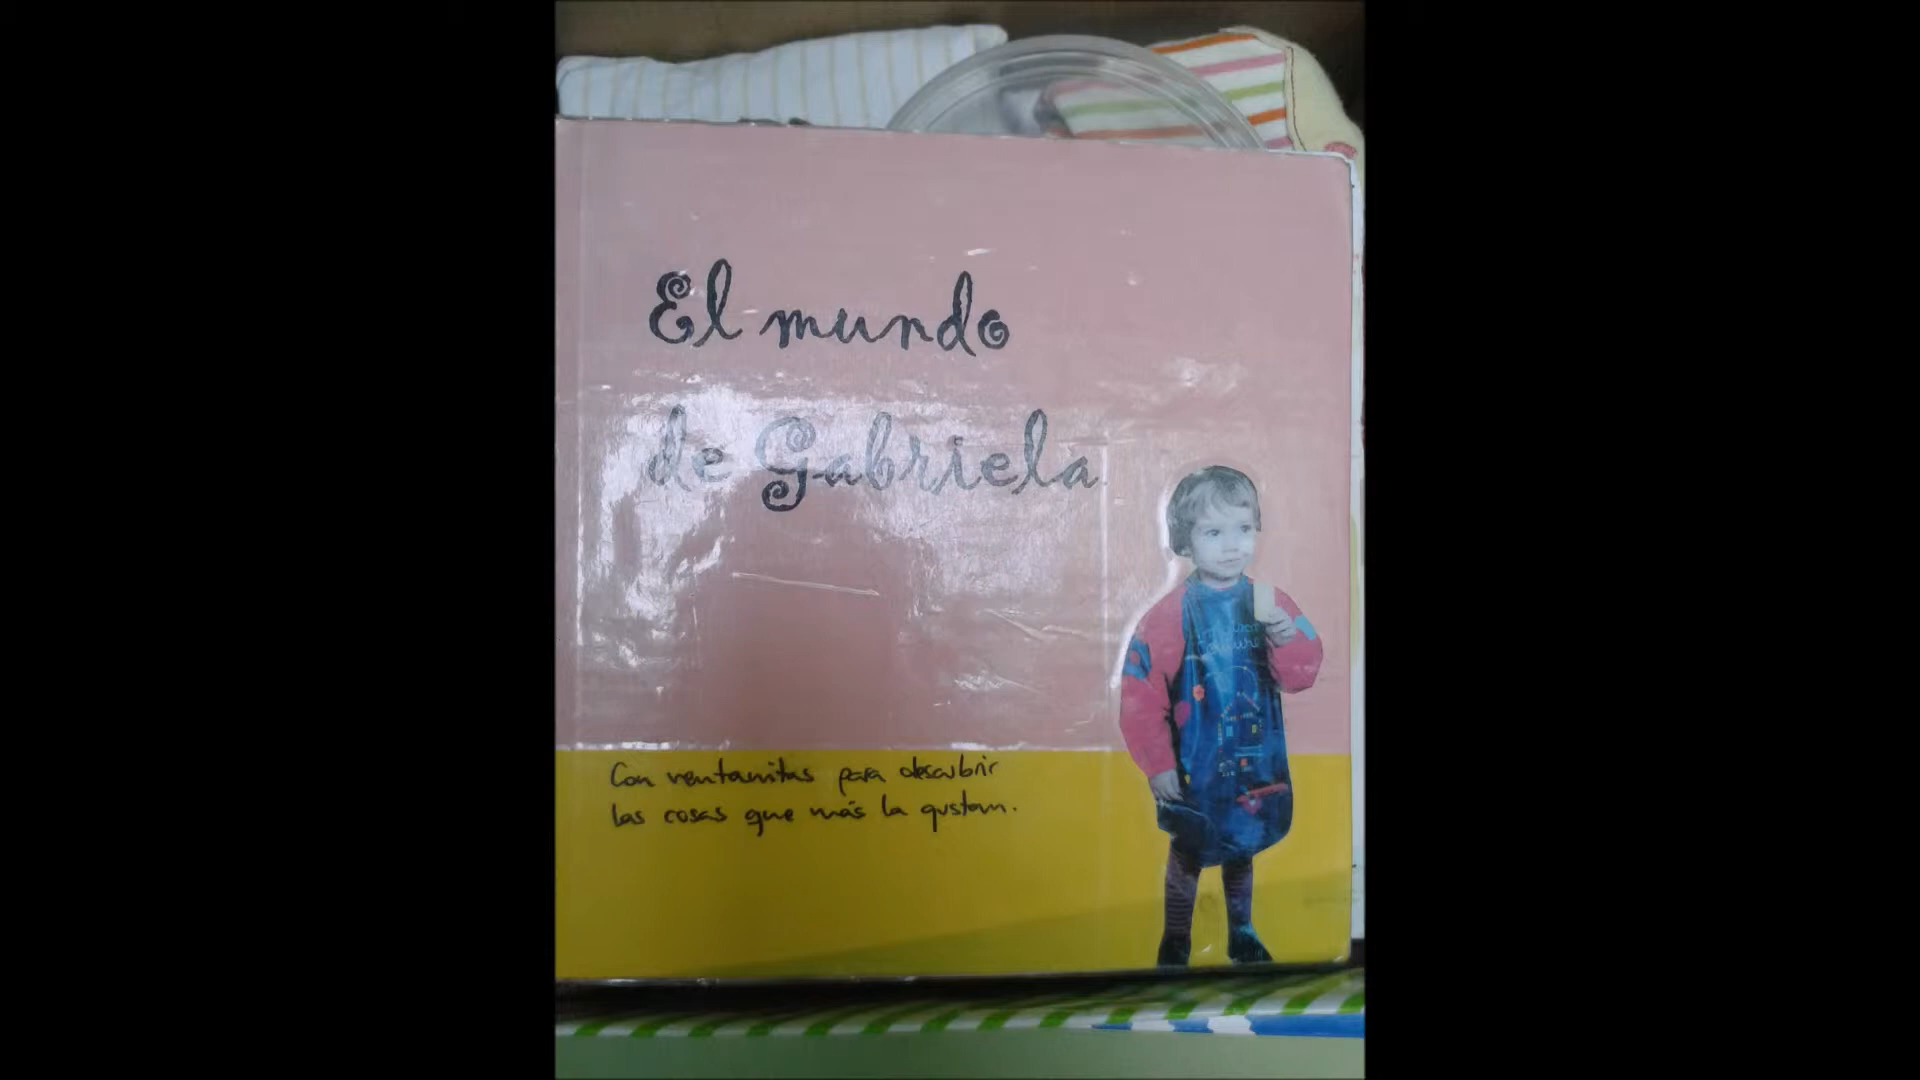 El mundo
de Gabriela
Con ventanitas para descubrir
las cosas que más la gustan.